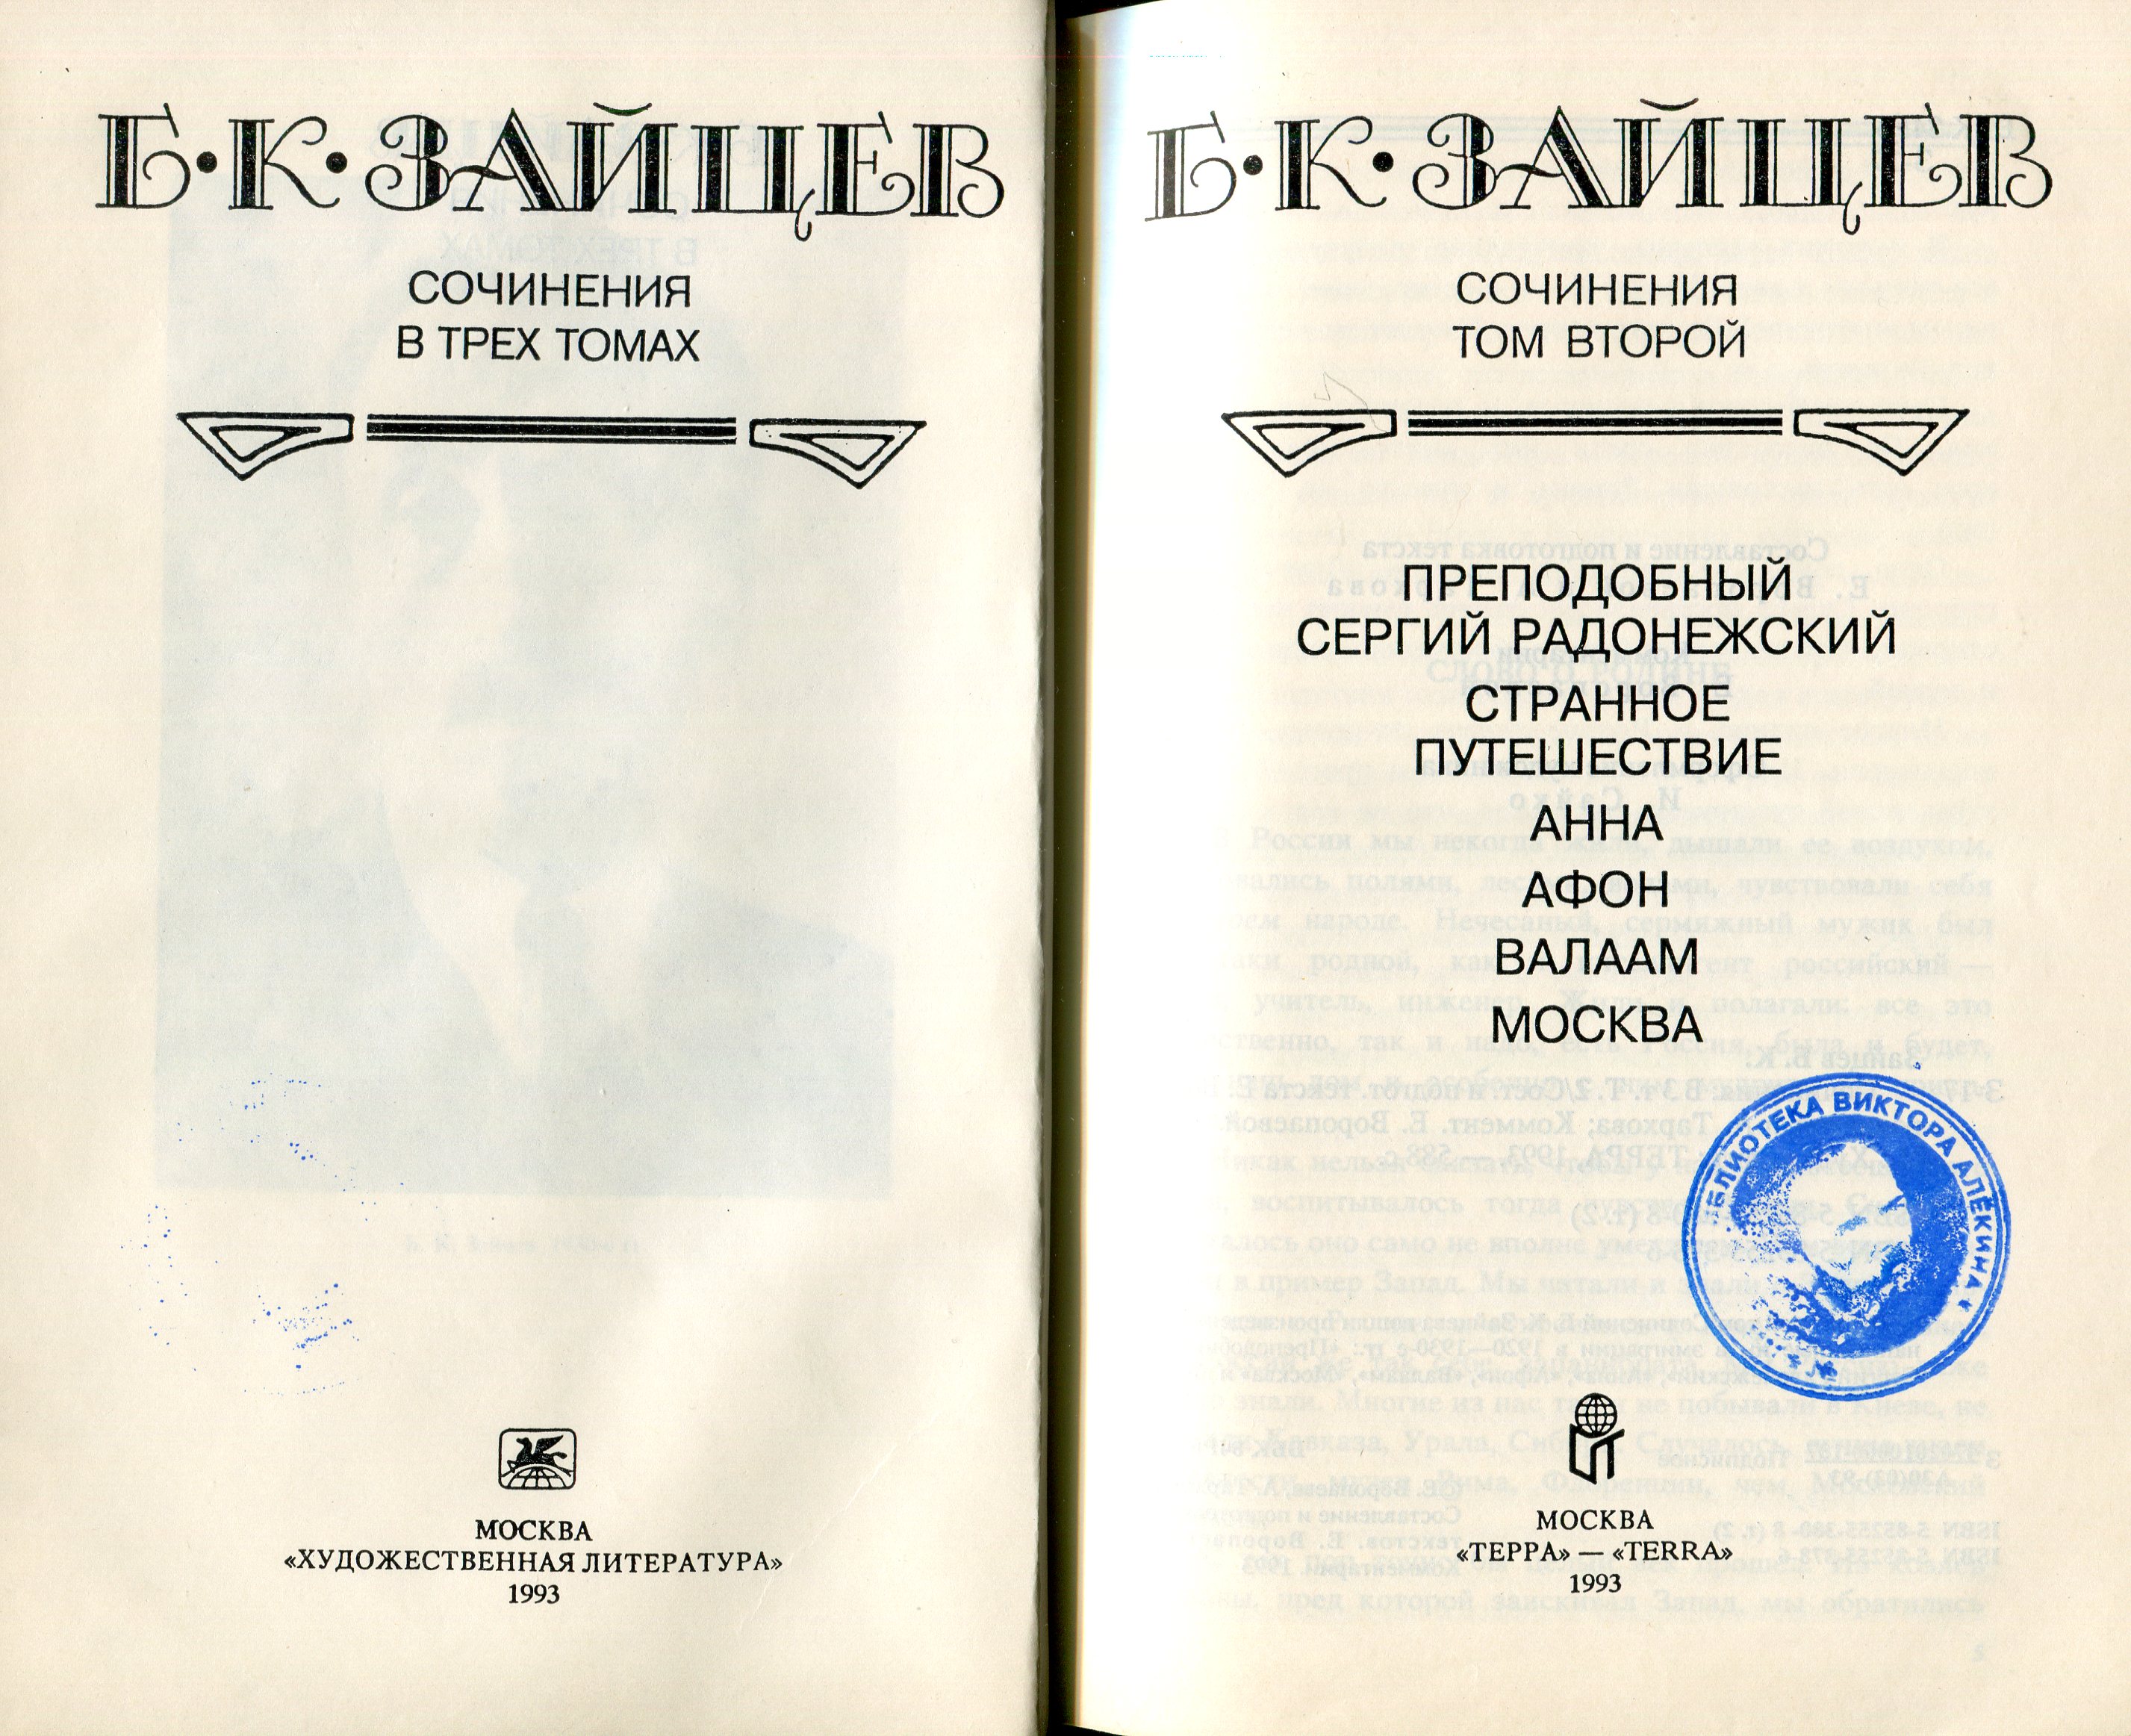 Б·К·ЗАЙЦЕВ
СОЧИНЕНИЯ
В ТРЕХ ТОМАХ
МОСКВА
«ХУДОЖЕСТВЕННАЯ ЛИТЕРАТУРА»
1993
Б·К·ЗАЙЦЕВ
СОЧИНЕНИЯ
ТОМ ВТОРОЙ
ПРЕПОДОБНЫЙ
СЕРГИЙ РАДОНЕЖСКИЙ
СТРАННОЕ
ПУТЕШЕСТВИЕ
АННА
АФОН
ВАЛААМ
МОСКВА
БИБЛИОТЕКА ВИКТОРА АЛЁКИНА
МОСКВА
«ТЕРРА» — «TERRA»
1993